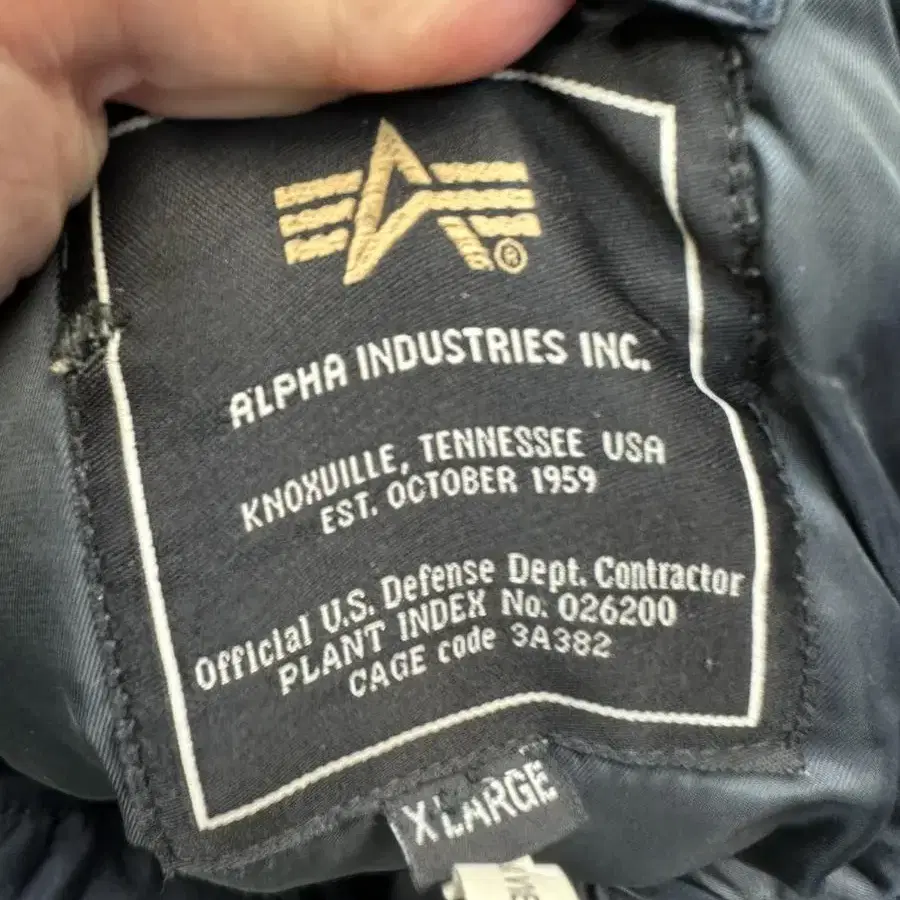 ®
ALPHA INDUSTRIES INC.
KNOXVILLE, TENNESSEE USA
EST. OCTOBER 1959
Official U.S. Defense Dept. Contractor
PLANT INDEX No. 026200
CAGE code 3A382
X LARGE